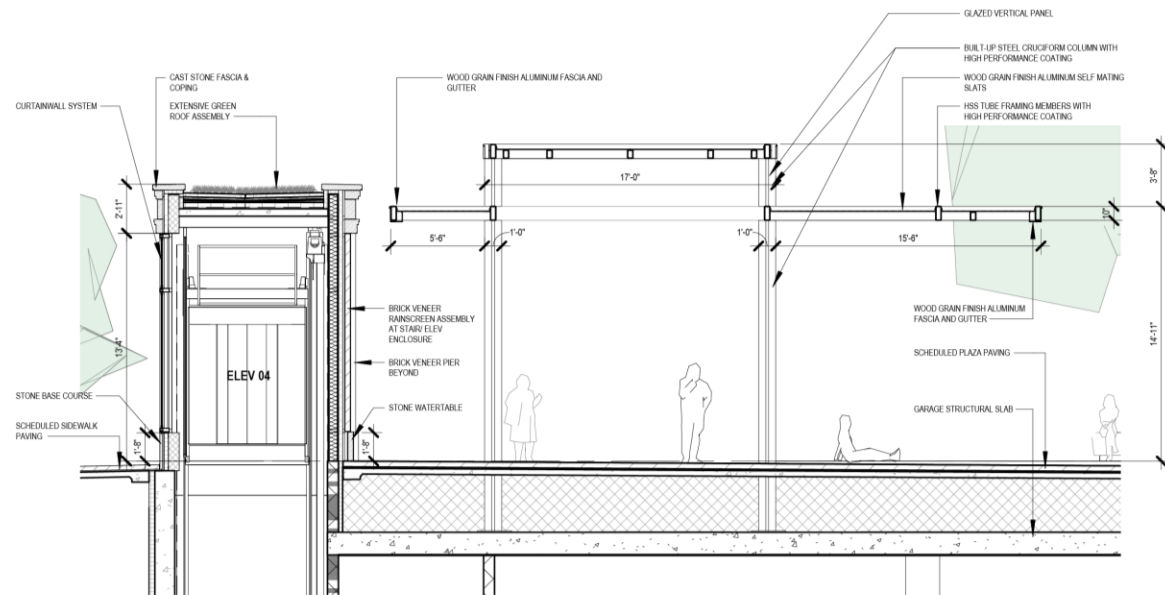 GLAZED VERTICAL PANEL
BUILT-UP STEEL CRUCIFORM COLUMN WITH
HIGH PERFORMANCE COATING
WOOD GRAIN FINISH ALUMINUM SELF MATING
SLATS
HSS TUBE FRAMING MEMBERS WITH
HIGH PERFORMANCE COATING
CAST STONE FASCIA &
COPING
EXTENSIVE GREEN
ROOF ASSEMBLY
CURTAINWALL SYSTEM
WOOD GRAIN FINISH ALUMINUM FASCIA AND
GUTTER
17'-0"
3'-8"
2'-11"
10"
5'-6"
1'-0"
1'-0"
15'-6"
BRICK VENEER
RAINSCREEN ASSEMBLY
AT STAIR/ ELEV
ENCLOSURE
WOOD GRAIN FINISH ALUMINUM
FASCIA AND GUTTER
14'-11"
13'-4"
BRICK VENEER PIER
BEYOND
SCHEDULED PLAZA PAVING
ELEV 04
STONE BASE COURSE
STONE WATERTABLE
GARAGE STRUCTURAL SLAB
SCHEDULED SIDEWALK
PAVING
1'-8"
1'-8"